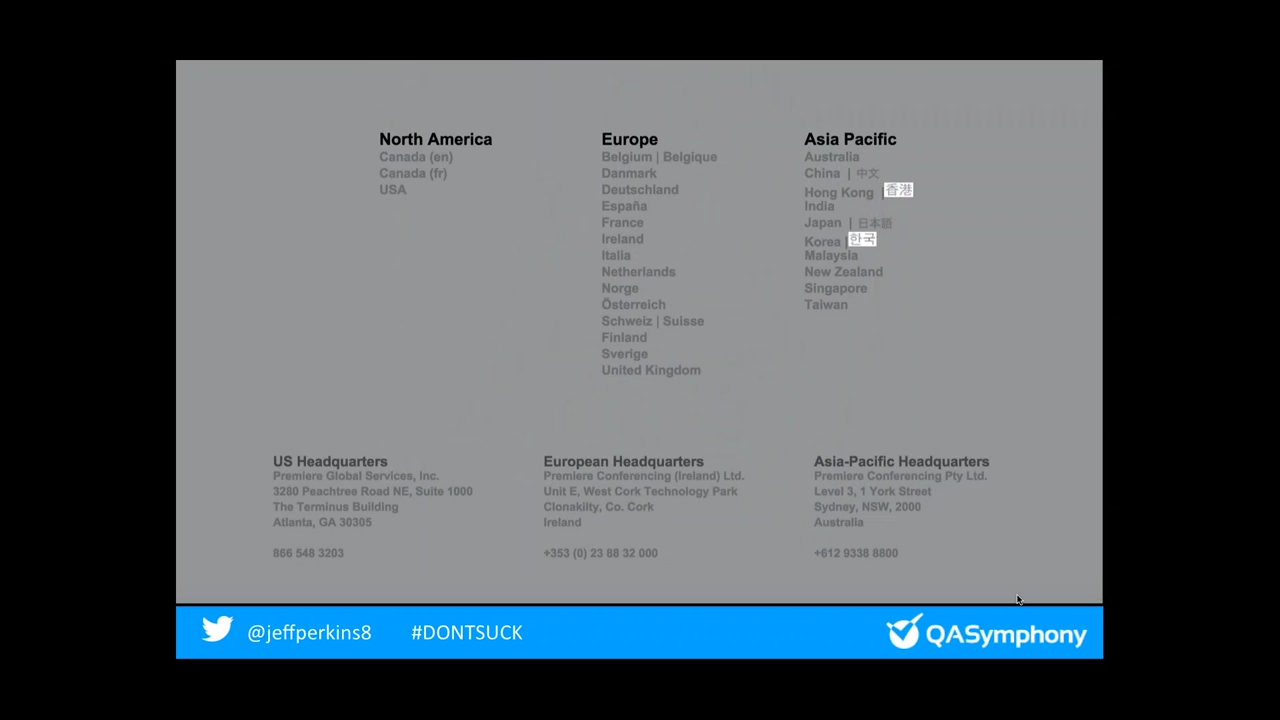 North America
Canada (en)
Canada (fr)
USA
Europe
Belgium | Belgique
Danmark
Deutschland
España
France
Ireland
Italia
Netherlands
Norge
Österreich
Schweiz | Suisse
Finland
Sverige
United Kingdom
Asia Pacific
Australia
China | 中文
Hong Kong | 香港
India
Japan | 日本語
Korea | 한국
Malaysia
New Zealand
Singapore
Taiwan
US Headquarters
Premiere Global Services, Inc.
3280 Peachtree Road NE, Suite 1000
The Terminus Building
Atlanta, GA 30305
866 548 3203
European Headquarters
Premiere Conferencing (Ireland) Ltd.
Unit E, West Cork Technology Park
Clonakilty, Co. Cork
Ireland
+353 (0) 23 88 32 000
Asia-Pacific Headquarters
Premiere Conferencing Pty Ltd.
Level 3, 1 York Street
Sydney, NSW, 2000
Australia
+612 9338 8800
@jeffperkins8 #DONTSUCK QASymphony